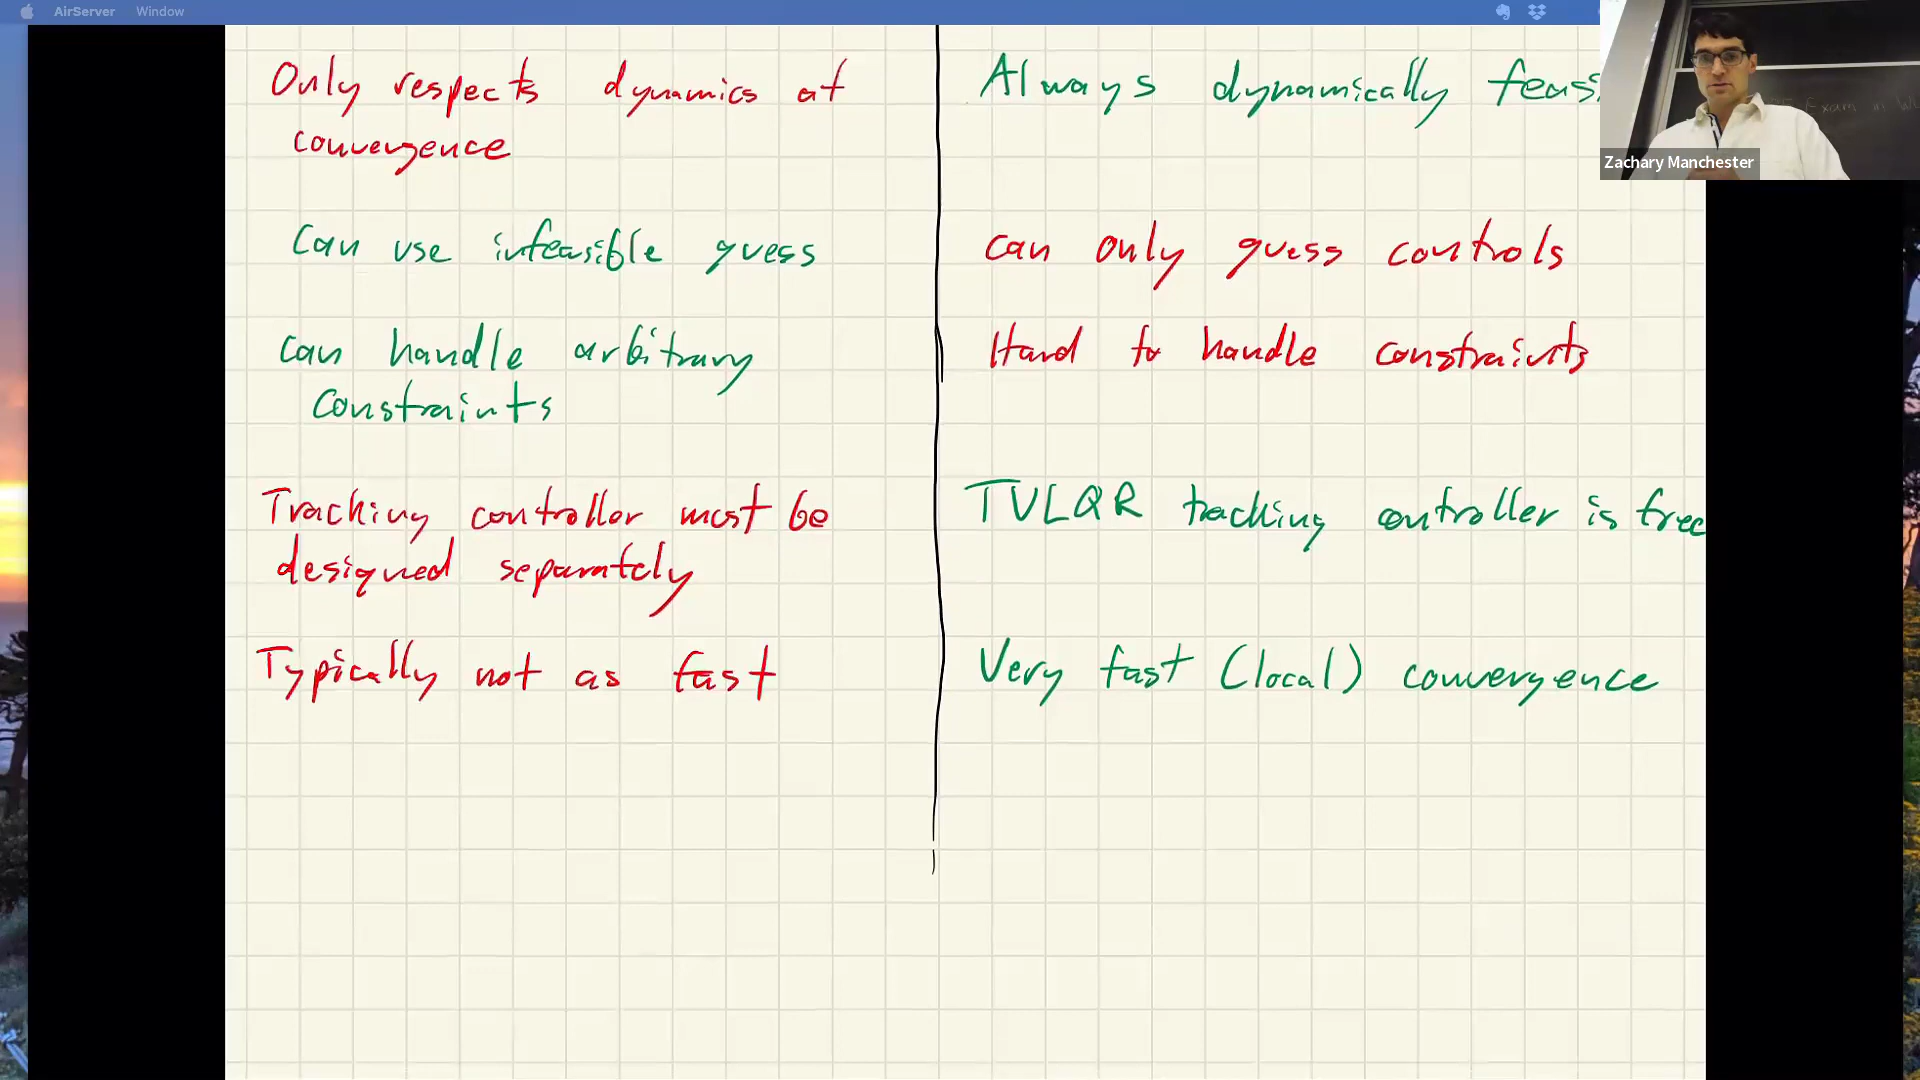 AirServer Window
Only respects dynamics at
convergence
Always dynamically
Can use infeasible guess
can only guess controls
can handle arbitrary
constraints
Hard to handle constraints
Tracking controller must be
designed separately
TVLQR tracking controller is free
Typically not as fast
Very fast (local) convergence
Exam in
Zachary Manchester